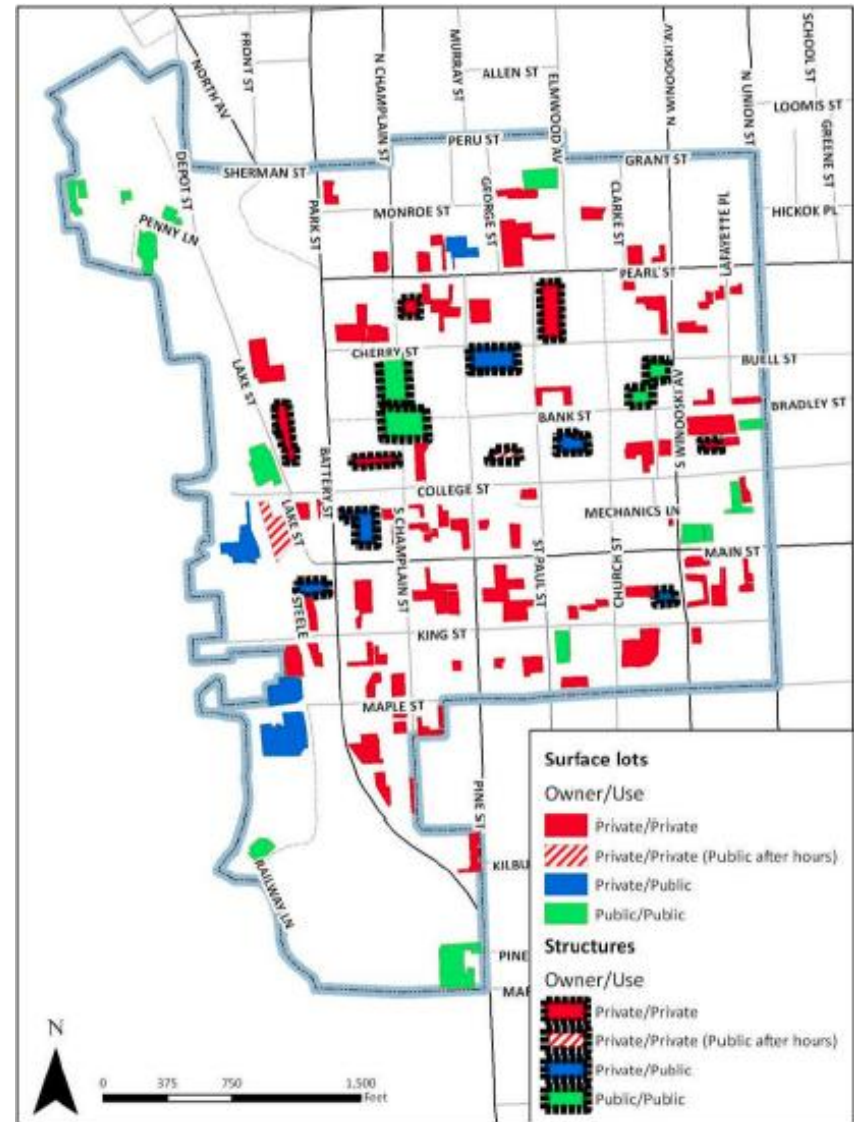 FRONT ST
NORTH AV
N CHAMPLAIN ST
MURRAY ST
ALLEN ST
ELMWOOD AV
N WINOOSKI AV
N UNION ST
SCHOOL ST
LOOMIS ST
GREENE ST
DEPOT ST
SHERMAN ST
PERU ST
GRANT ST
PARK ST
MONROE ST
GEORGE ST
CLARKE ST
LAFAYETTE PL
HICKOK PL
PENNY LN
PEARL ST
CHERRY ST
BUELL ST
LAKE ST
BANK ST
S WINOOSKI AV
BRADLEY ST
BATTERY ST
COLLEGE ST
LAKE ST
S CHAMPLAIN ST
MECHANICS LN
ST PAUL ST
CHURCH ST
MAIN ST
STEELE
KING ST
MAPLE ST
PINE ST
KILBU
RAILWAY LN
PINE
MAR
Surface lots
Owner/Use
Private/Private
Private/Private (Public after hours)
Private/Public
Public/Public
Structures
Owner/Use
Private/Private
Private/Private (Public after hours)
Private/Public
Public/Public
N
0 375 750 1,500
Feet